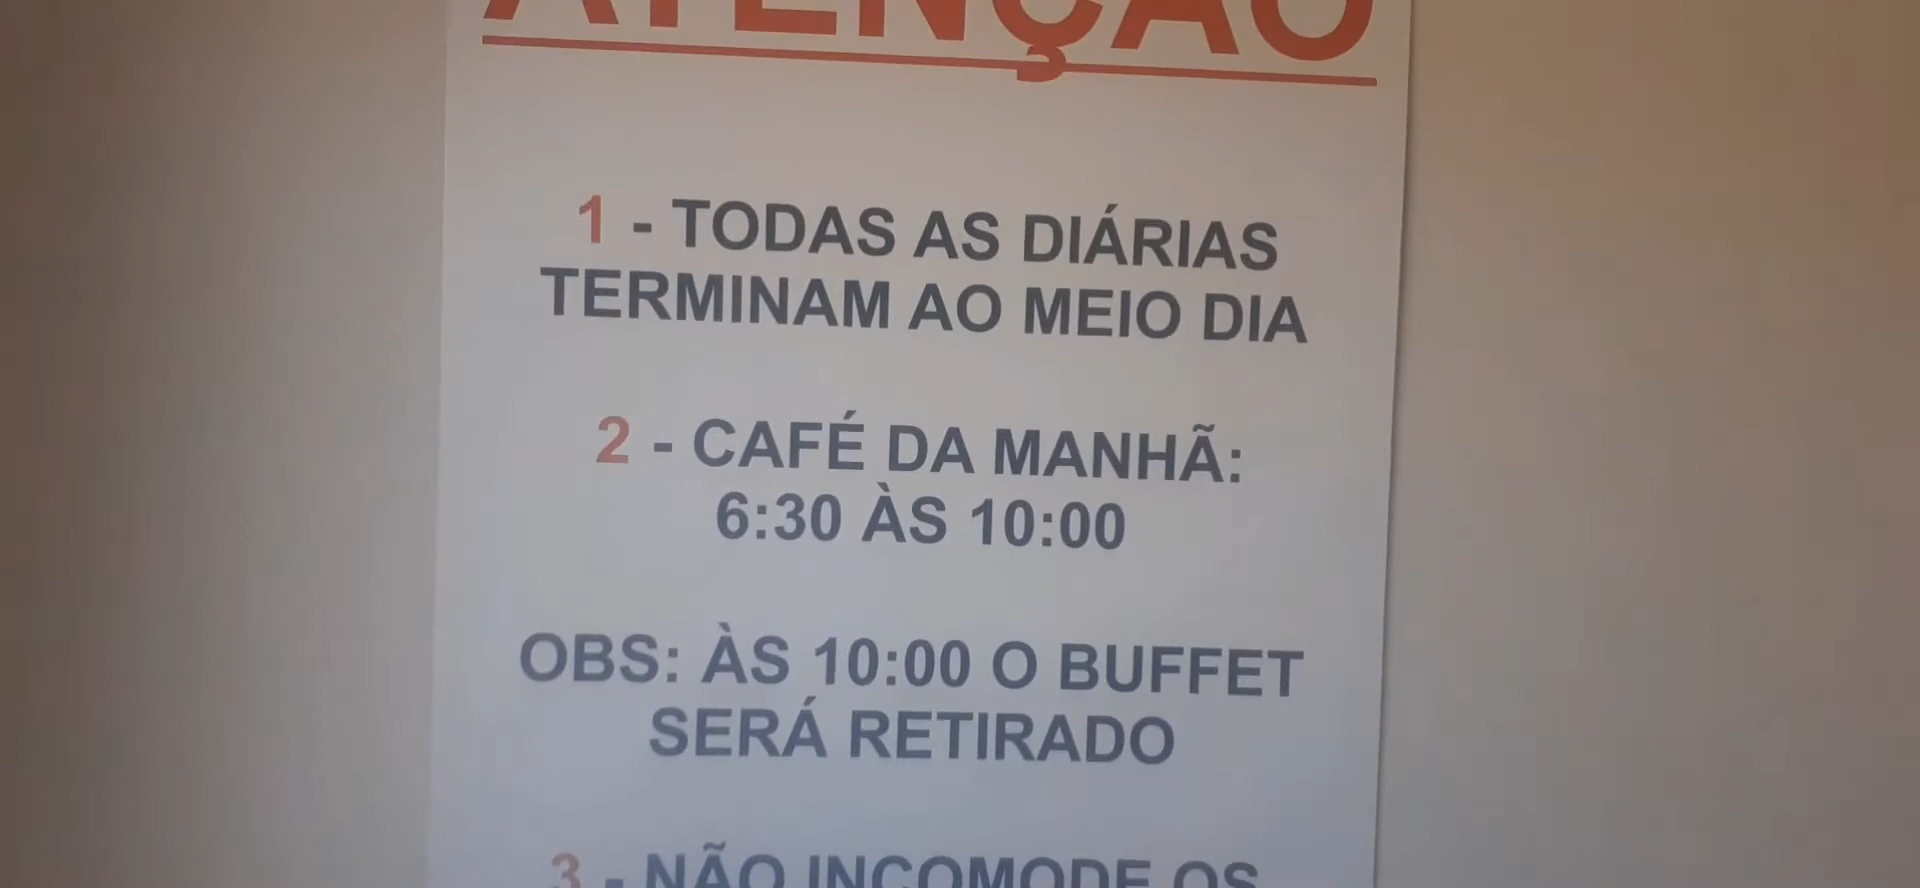 ATENÇÃO
1 - TODAS AS DIÁRIAS
TERMINAM AO MEIO DIA
2 - CAFÉ DA MANHÃ:
6:30 ÀS 10:00
OBS: ÀS 10:00 O BUFFET
SERÁ RETIRADO
3 - NÃO INCOMODE OS